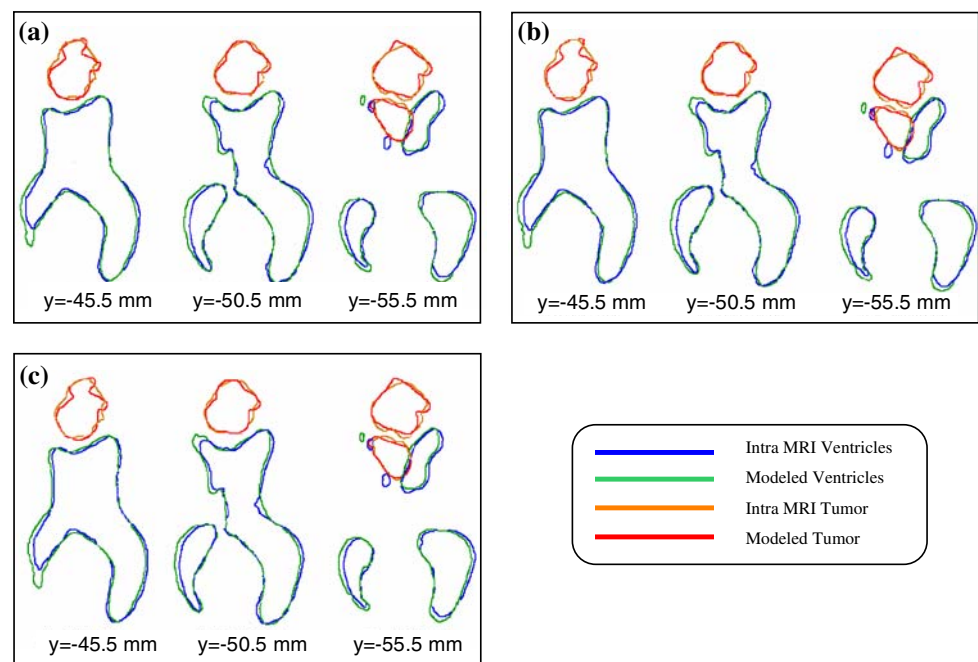 (a)
y=-45.5 mm y=-50.5 mm y=-55.5 mm
(b)
y=-45.5 mm y=-50.5 mm y=-55.5 mm
(c)
y=-45.5 mm y=-50.5 mm y=-55.5 mm
Intra MRI Ventricles
Modeled Ventricles
Intra MRI Tumor
Modeled Tumor